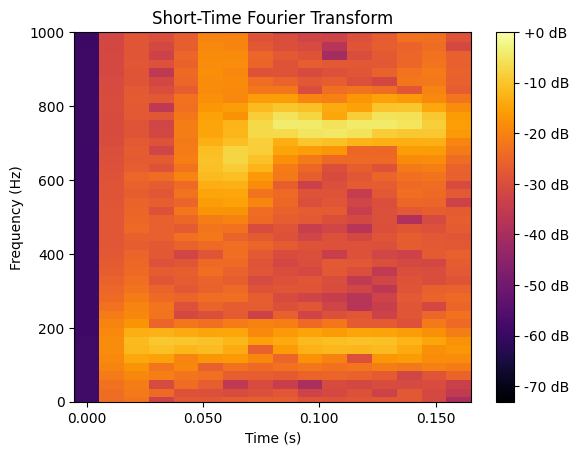 Short-Time Fourier Transform
Frequency (Hz)
1000
800
600
400
200
0
0.000
0.050
0.100
0.150
Time (s)
+0 dB
-10 dB
-20 dB
-30 dB
-40 dB
-50 dB
-60 dB
-70 dB